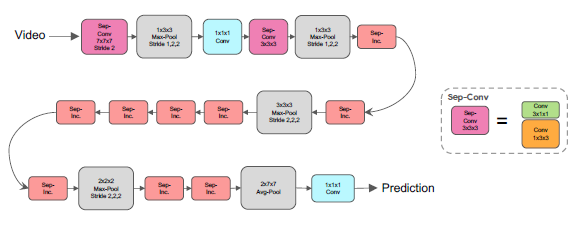 Video
Sep-
Conv
7x7x7
Stride 2
1x3x3
Max-Pool
Stride 1,2,2
1x1x1
Conv
Sep-
Conv
3x3x3
1x3x3
Max-Pool
Stride 1,2,2
Sep-
Inc.
Sep-
Inc.
3x3x3
Max-Pool
Stride 2,2,2
Sep-
Inc.
Sep-
Inc.
Sep-
Inc.
Sep-
Inc.
Sep-
Inc.
2x2x2
Max-Pool
Stride 2,2,2
Sep-
Inc.
Sep-
Inc.
2x7x7
Avg-Pool
1x1x1
Conv
Prediction
Sep-Conv
Sep-
Conv
3x3x3
=
Conv
3x1x1
Conv
1x3x3